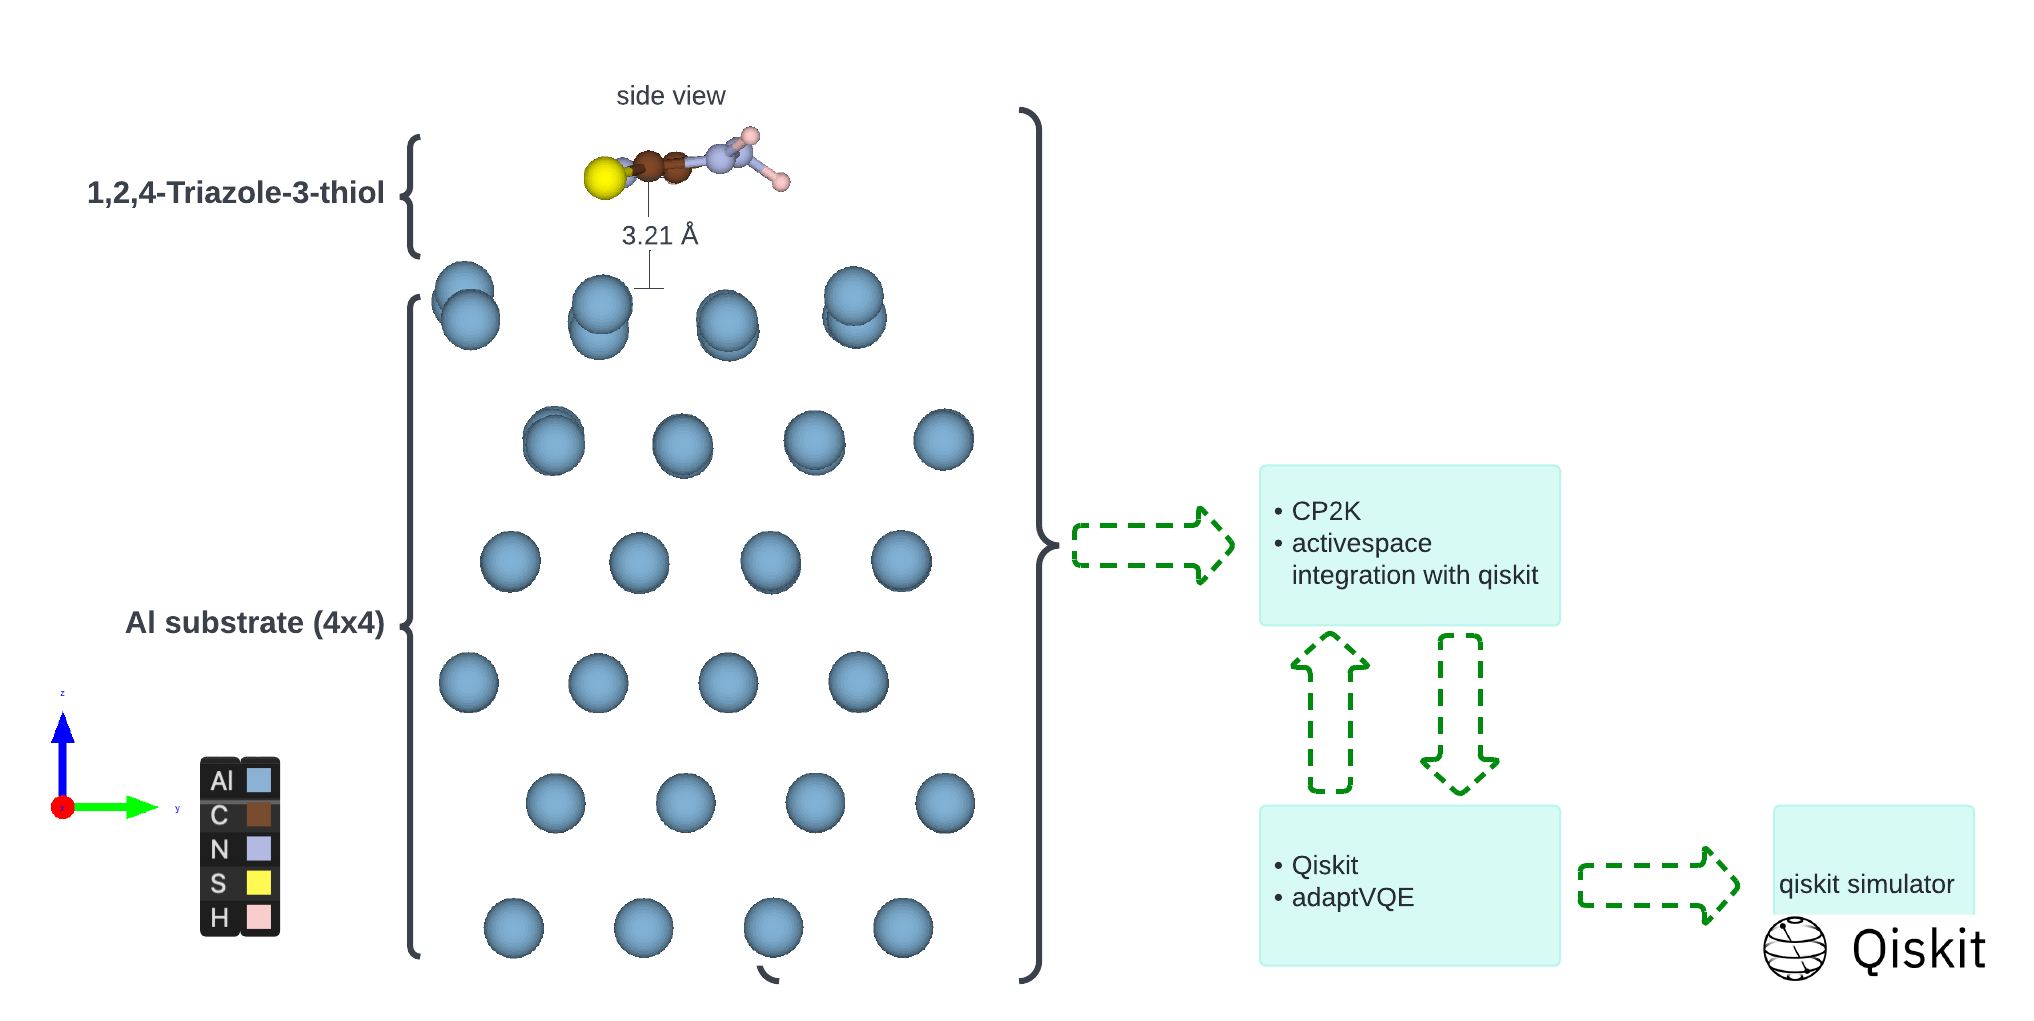 side view
1,2,4-Triazole-3-thiol
3.21 Å
Al substrate (4x4)
z
x
y
Al
C
N
S
H
• CP2K
• activespace
integration with qiskit
• Qiskit
• adaptVQE
qiskit simulator
Qiskit